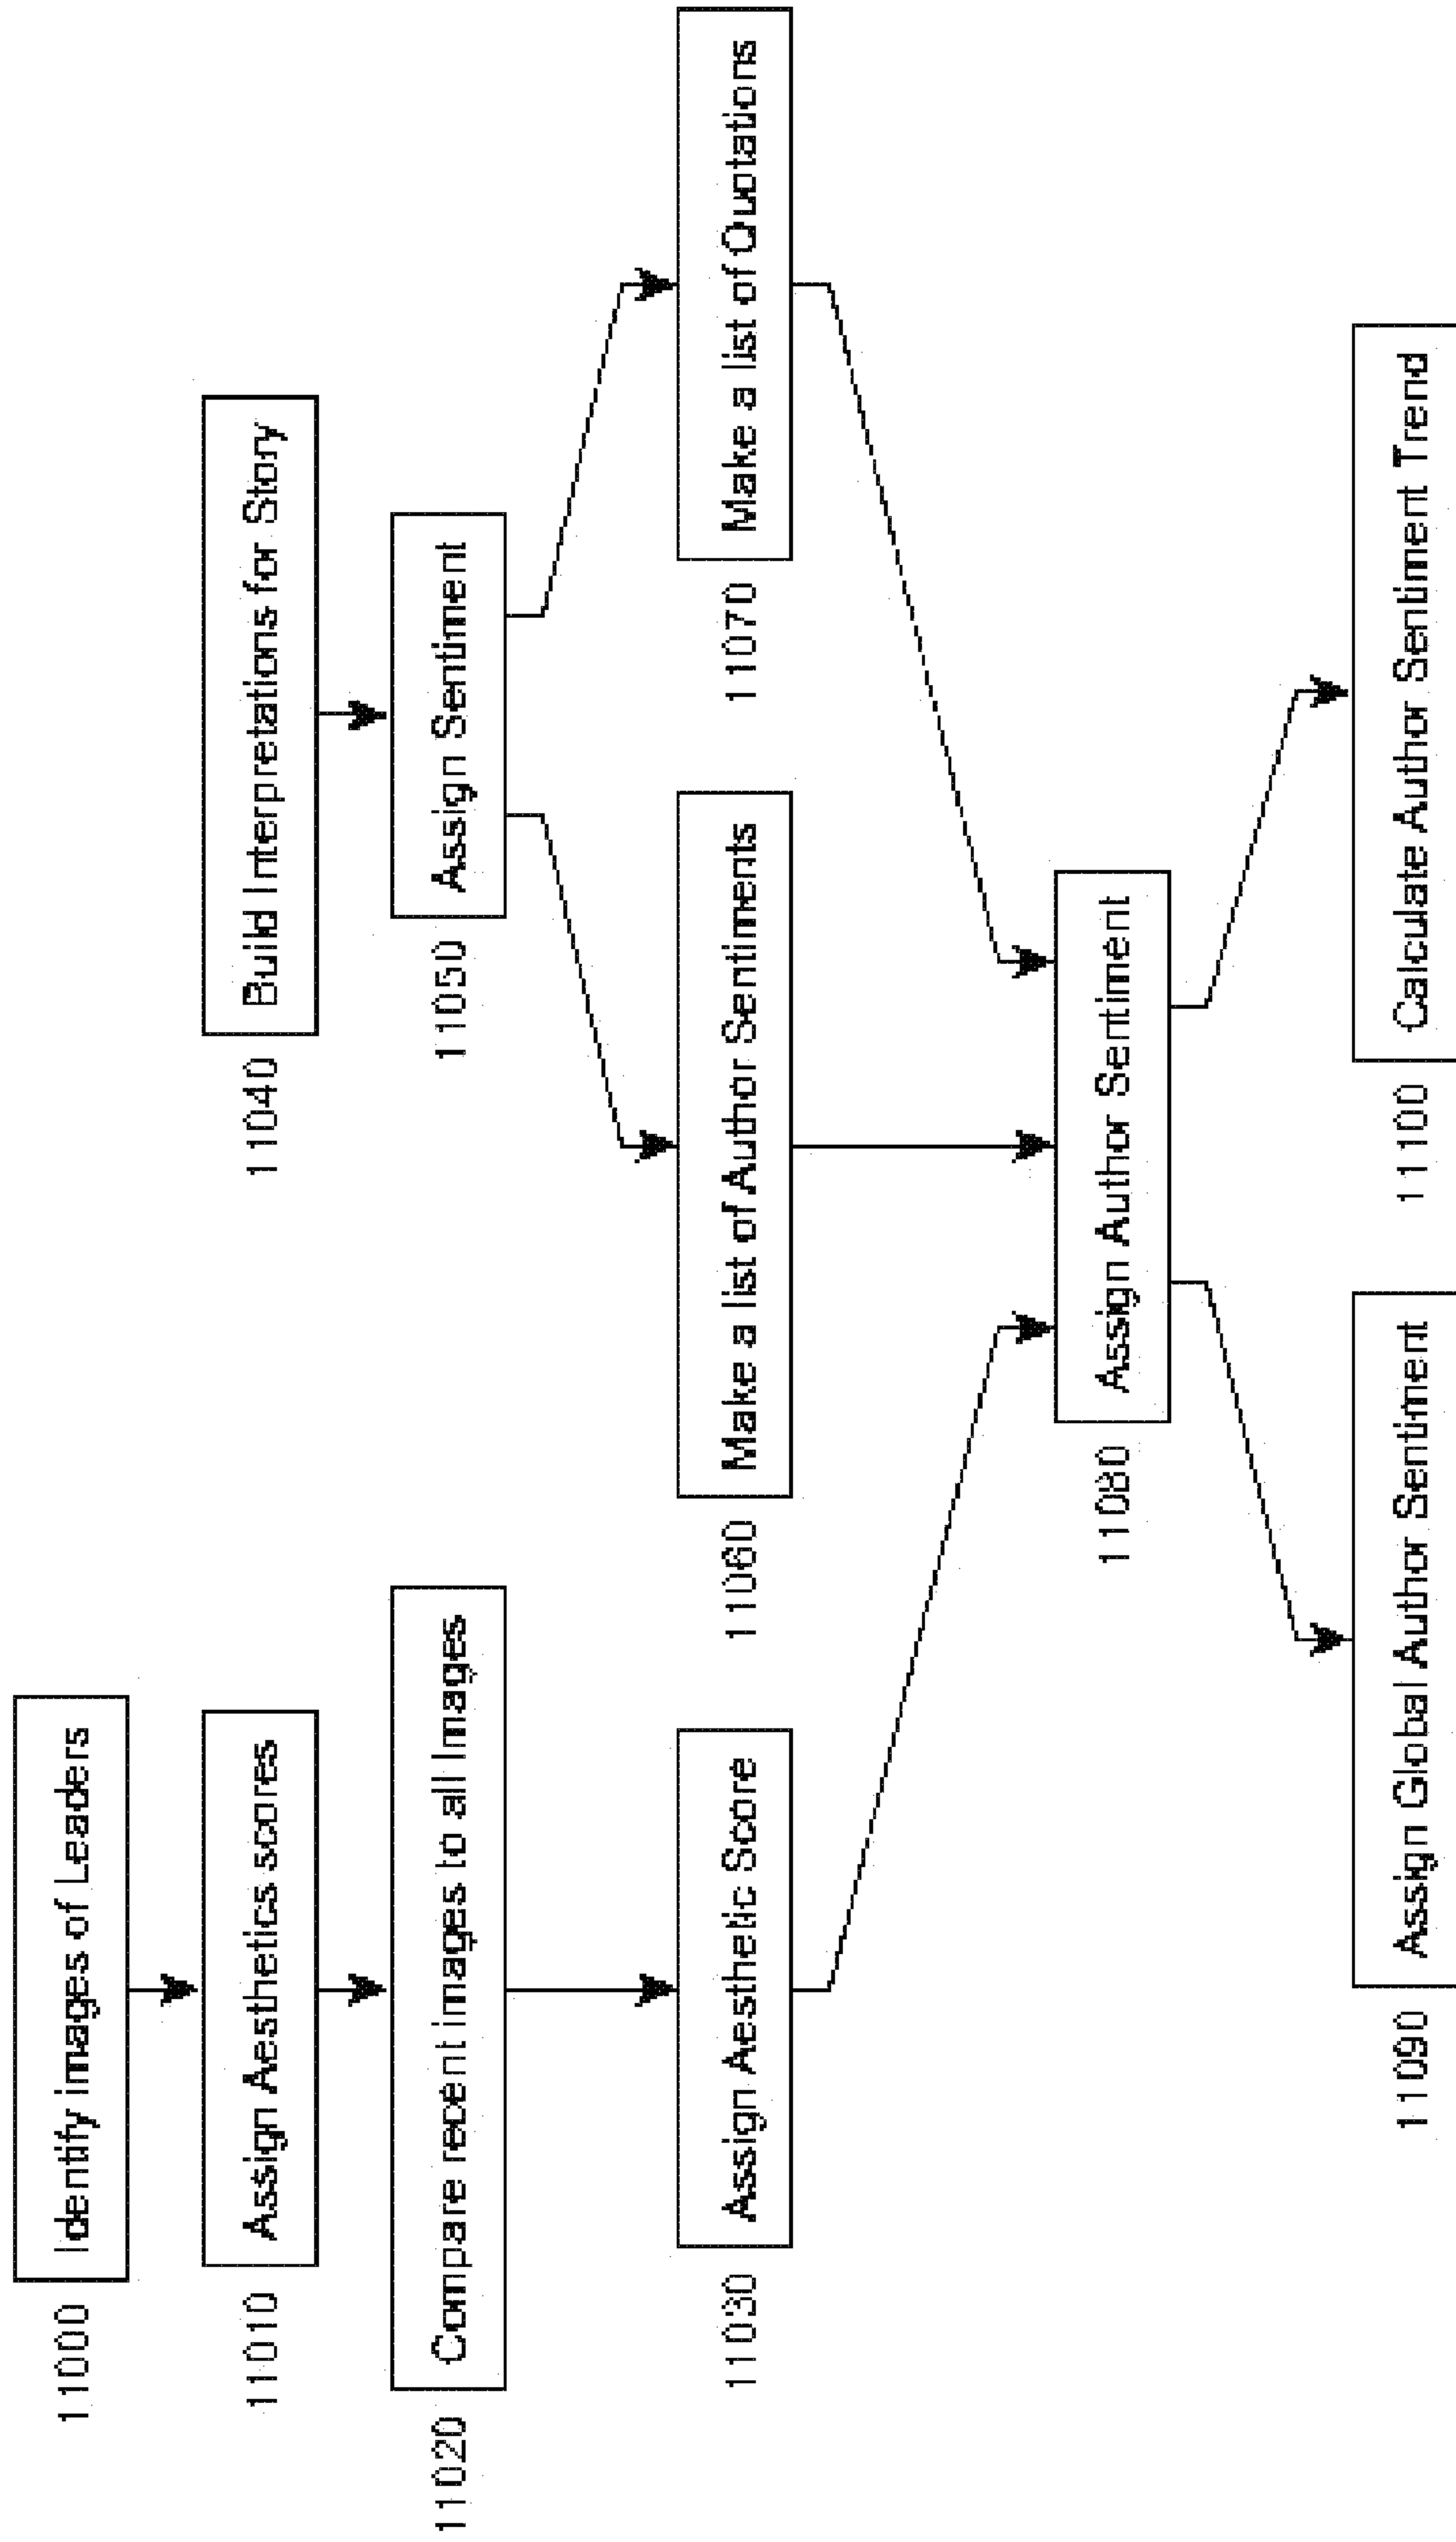 11000 Identify images of Leaders
11010 Assign Aesthetics scores
11040 Build Interpretations for Story
11020 Compare recent images to all Images
11050 Assign Sentiment
11030 Assign Aesthetic Score
11060 Make a list of Author Sentiments
11070 Make a list of Quotations
11080 Assign Author Sentiment
11090 Assign Global Author Sentiment
11100 Calculate Author Sentiment Trend